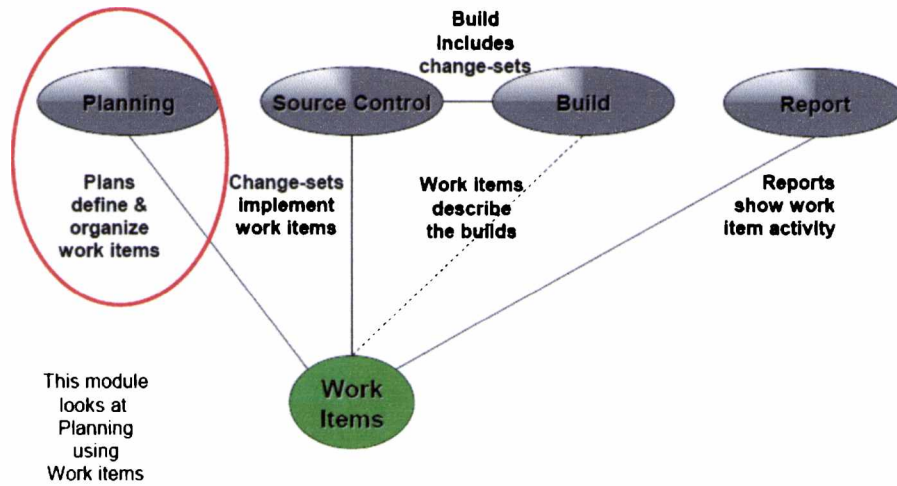 Build
includes
change-sets
Planning
Source Control
Build
Report
Plans
define &
organize
work items
Change-sets
implement
work items
Work items
describe
the builds
Reports
show work
item activity
Work
Items
This module
looks at
Planning
using
Work items